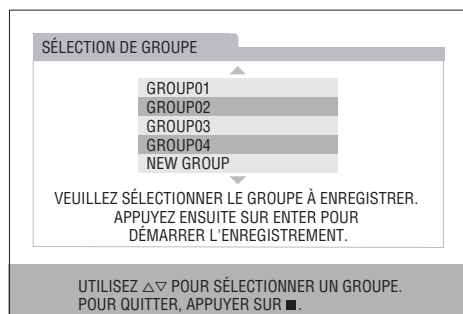 SÉLECTION DE GROUPE
GROUP01
GROUP02
GROUP03
GROUP04
NEW GROUP
VEUILLEZ SÉLECTIONNER LE GROUPE À ENREGISTRER.
APPUYEZ ENSUITE SUR ENTER POUR
DÉMARRER L'ENREGISTREMENT.
UTILISEZ △▽ POUR SÉLECTIONNER UN GROUPE.
POUR QUITTER, APPUYER SUR ■.